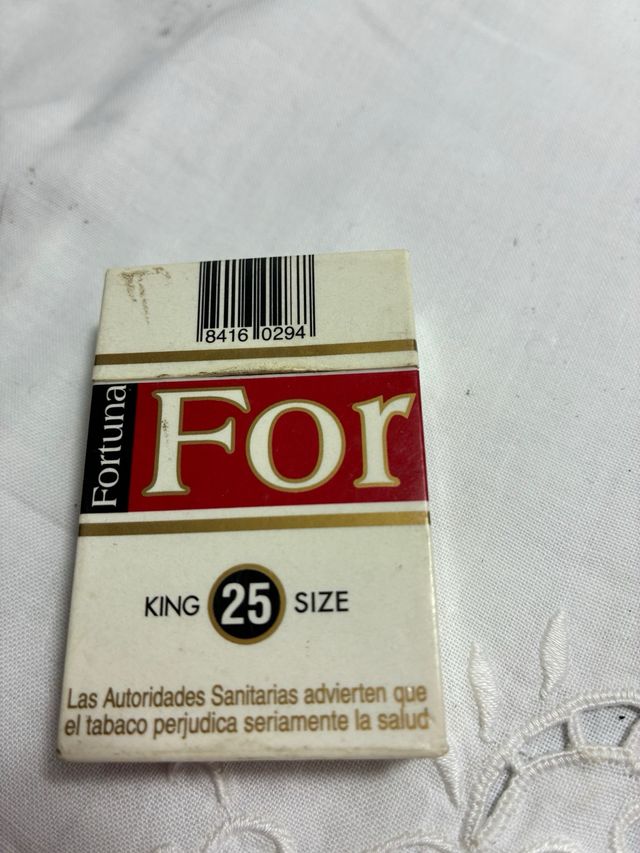 8416 0294
Fortuna
For
KING 25 SIZE
Las Autoridades Sanitarias advierten que
el tabaco perjudica seriamente la salud